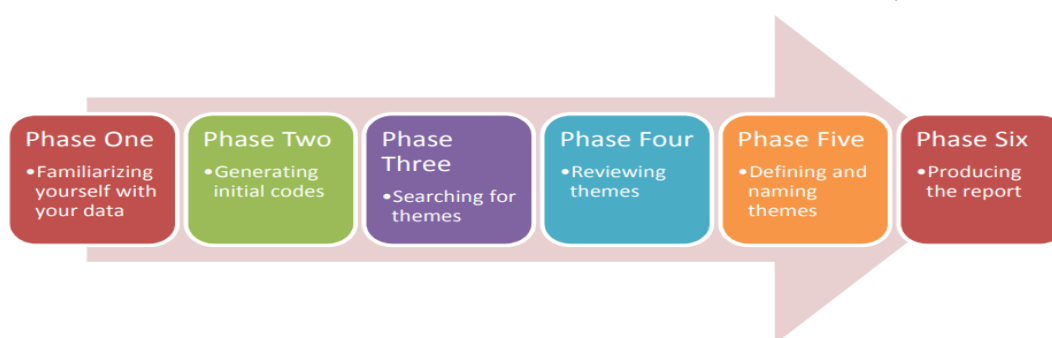 Phase One
•Familiarizing
yourself with
your data
Phase Two
•Generating
initial codes
Phase
Three
•Searching for
themes
Phase Four
•Reviewing
themes
Phase Five
•Defining and
naming
themes
Phase Six
•Producing
the report